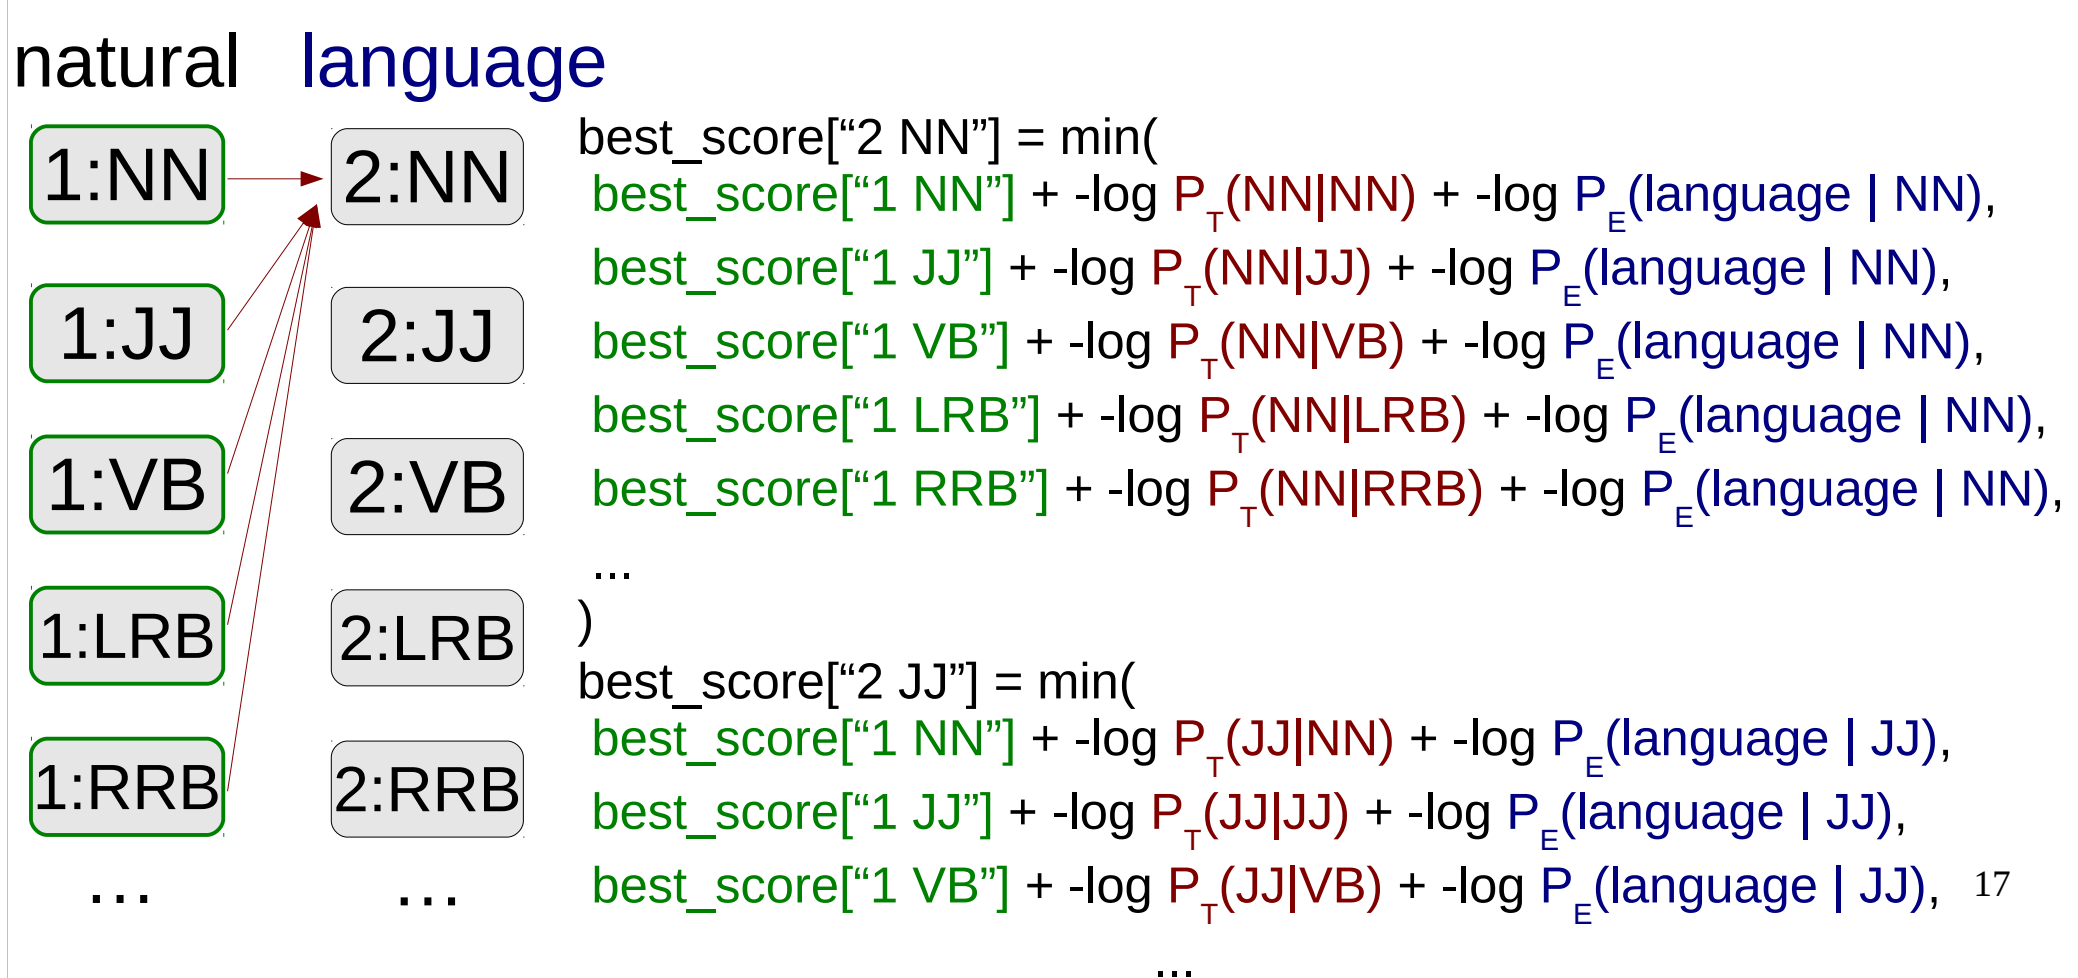 natural language
1:NN 2:NN
1:JJ 2:JJ
1:VB 2:VB
1:LRB 2:LRB
1:RRB 2:RRB
... ...
best_score[“2 NN”] = min(
best_score[“1 NN”] + -log P_T(NN|NN) + -log P_E(language | NN),
best_score[“1 JJ”] + -log P_T(NN|JJ) + -log P_E(language | NN),
best_score[“1 VB”] + -log P_T(NN|VB) + -log P_E(language | NN),
best_score[“1 LRB”] + -log P_T(NN|LRB) + -log P_E(language | NN),
best_score[“1 RRB”] + -log P_T(NN|RRB) + -log P_E(language | NN),
...
)
best_score[“2 JJ”] = min(
best_score[“1 NN”] + -log P_T(JJ|NN) + -log P_E(language | JJ),
best_score[“1 JJ”] + -log P_T(JJ|JJ) + -log P_E(language | JJ),
best_score[“1 VB”] + -log P_T(JJ|VB) + -log P_E(language | JJ),
...
17